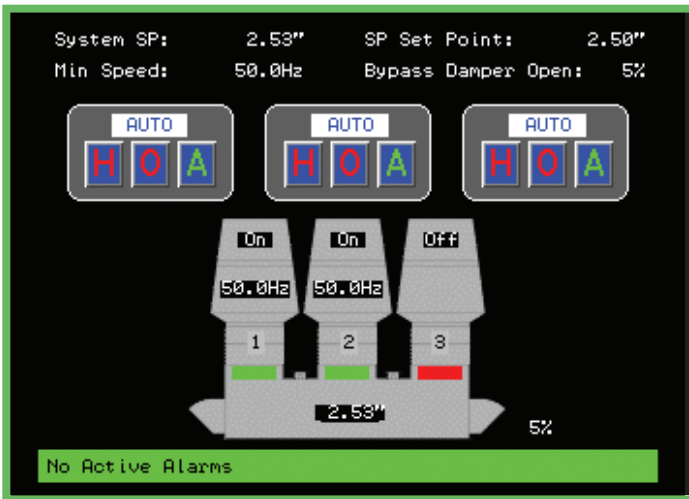 System SP: 2.53" SP Set Point: 2.50"
Min Speed: 50.0Hz Bypass Damper Open: 5%
AUTO AUTO AUTO
H O A H O A H O A
On On Off
50.0Hz 50.0Hz
1 2 3
2.53"
5%
No Active Alarms